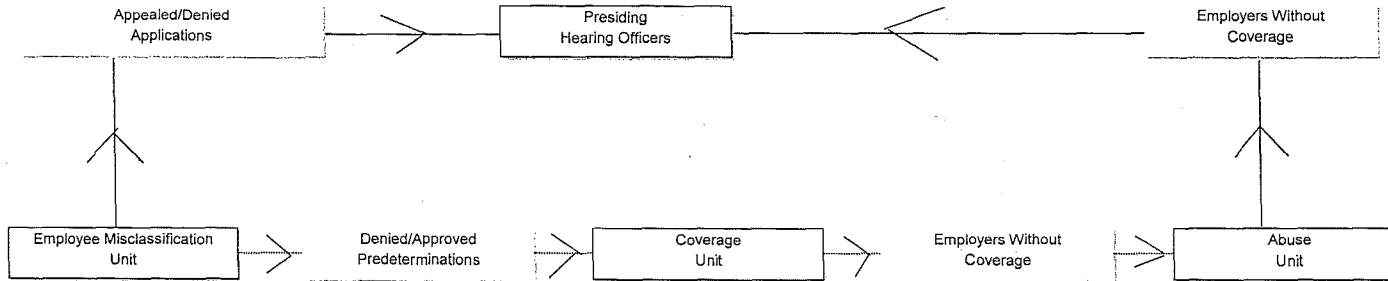 Appealed/Denied
Applications
Presiding
Hearing Officers
Employers Without
Coverage
Employee Misclassification
Unit
Denied/Approved
Predeterminations
Coverage
Unit
Employers Without
Coverage
Abuse
Unit